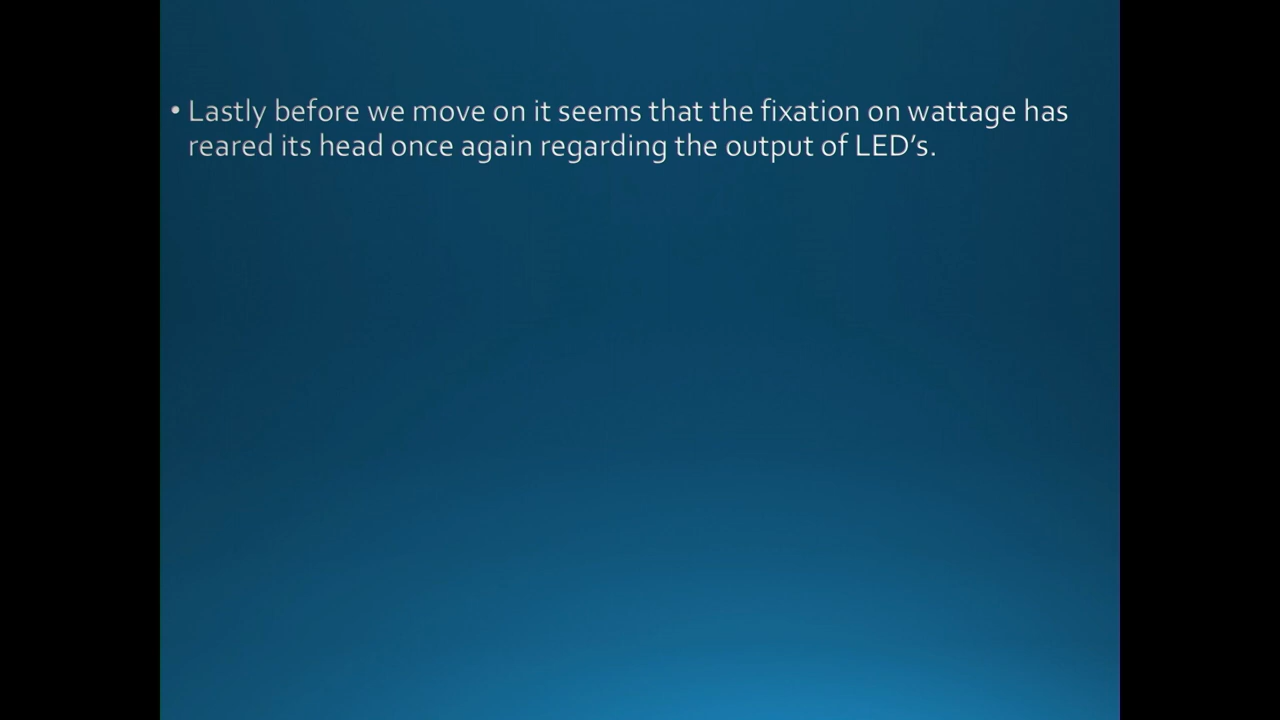 • Lastly before we move on it seems that the fixation on wattage has
reared its head once again regarding the output of LED’s.